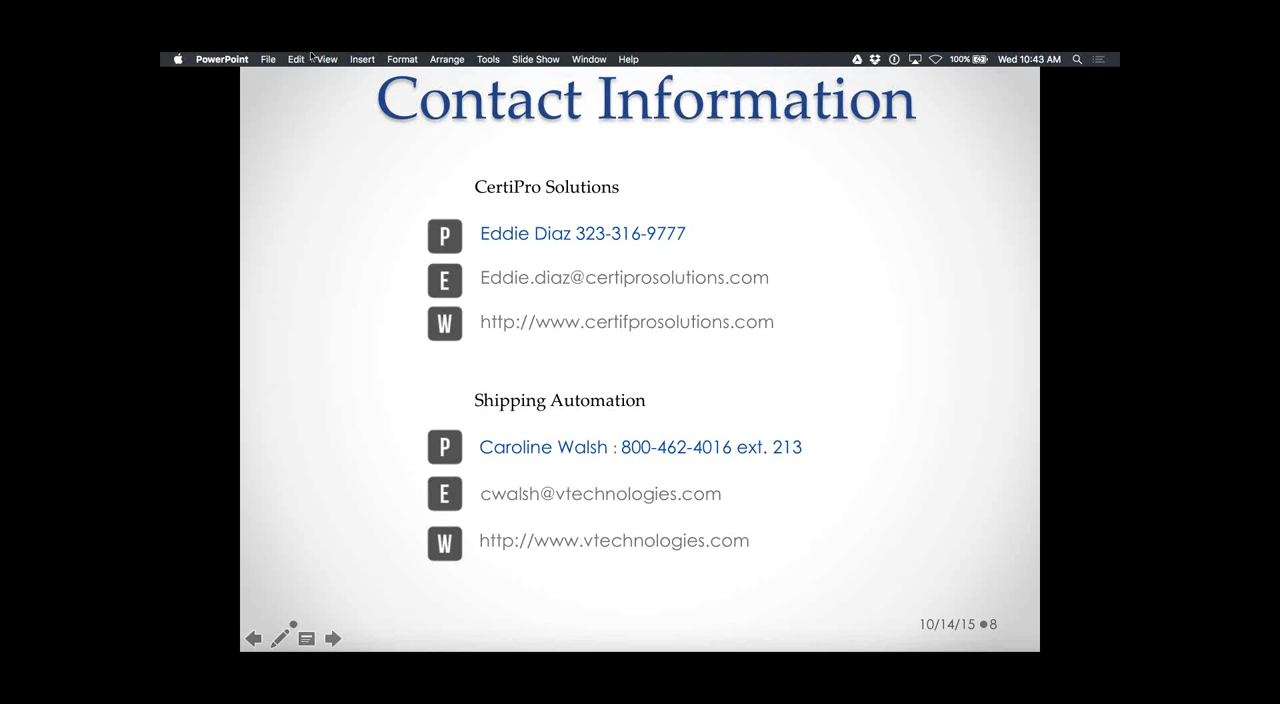 PowerPoint File Edit View Insert Format Arrange Tools Slide Show Window Help 100% Wed 10:43 AM
Contact Information
CertiPro Solutions
P Eddie Diaz 323-316-9777
E Eddie.diaz@certiprosolutions.com
W http://www.certifprosolutions.com
Shipping Automation
P Caroline Walsh : 800-462-4016 ext. 213
E cwalsh@vtechnologies.com
W http://www.vtechnologies.com
10/14/15 ●8